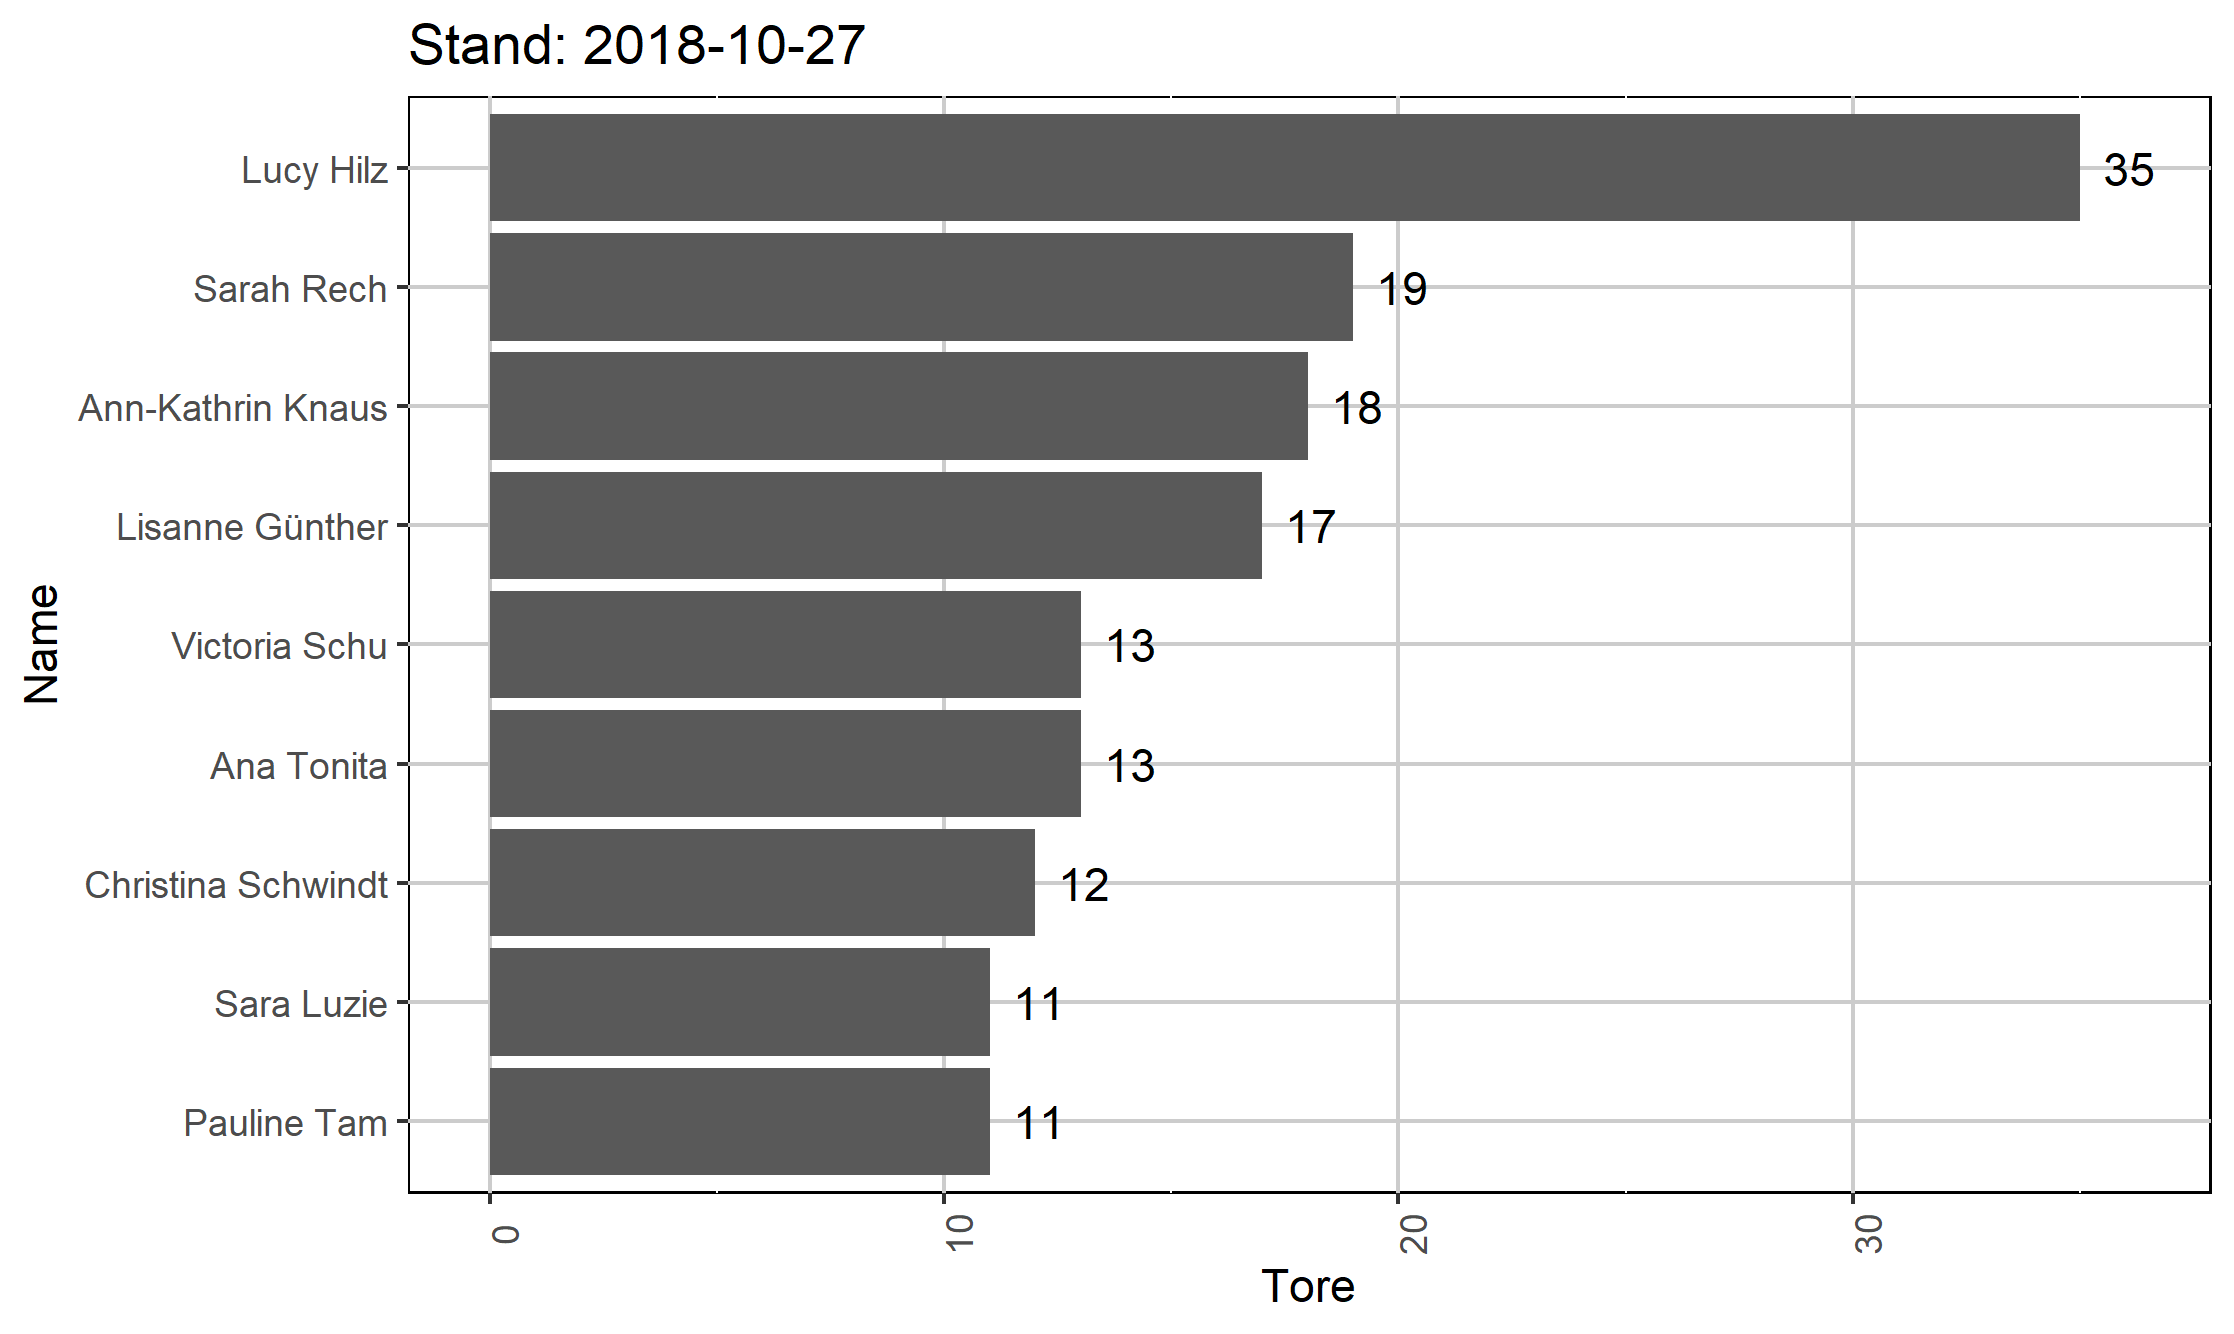 Stand: 2018-10-27
Lucy Hilz 35
Sarah Rech 19
Ann-Kathrin Knaus 18
Lisanne Günther 17
Victoria Schu 13
Ana Tonita 13
Christina Schwindt 12
Sara Luzie 11
Pauline Tam 11
Name
0 10 20 30
Tore